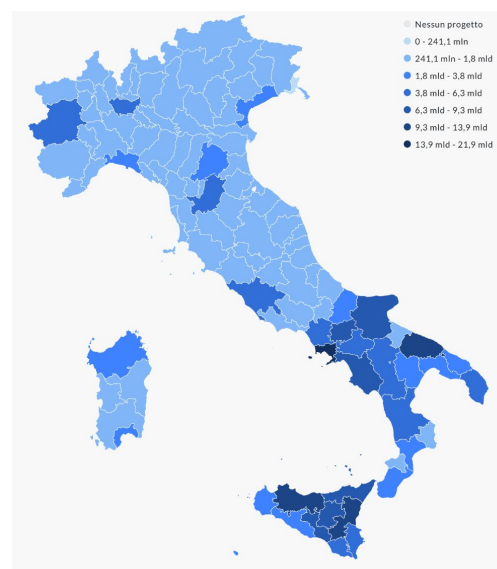 Nessun progetto
0 - 241,1 mln
241,1 mln - 1,8 mld
1,8 mld - 3,8 mld
3,8 mld - 6,3 mld
6,3 mld - 9,3 mld
9,3 mld - 13,9 mld
13,9 mld - 21,9 mld